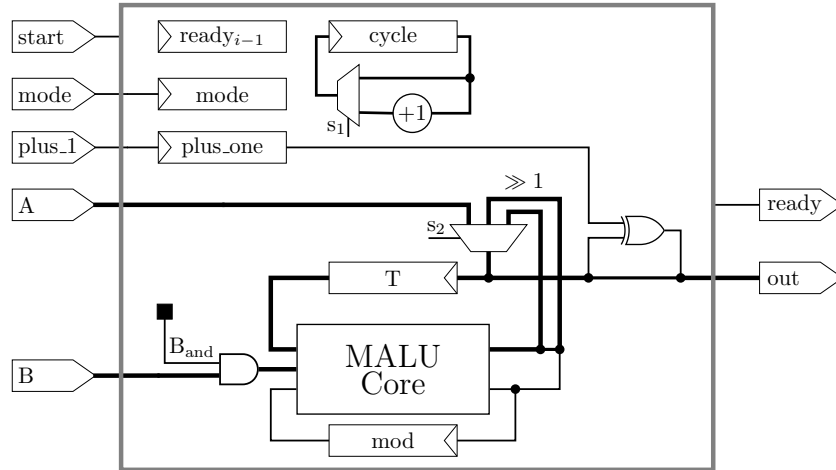 start
ready_{i−1}
cycle
mode
mode
+1
s_1
plus_1
plus_one
≫ 1
A
ready
s_2
T
out
B_and
MALU
Core
B
mod